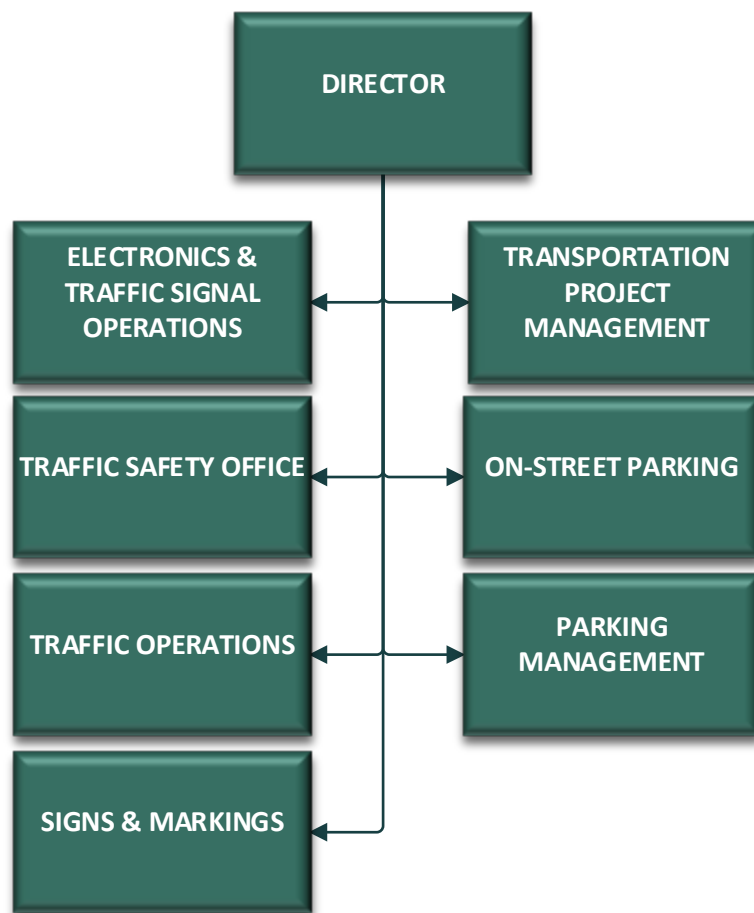 DIRECTOR
ELECTRONICS &
TRAFFIC SIGNAL
OPERATIONS
TRANSPORTATION
PROJECT
MANAGEMENT
TRAFFIC SAFETY OFFICE
ON-STREET PARKING
TRAFFIC OPERATIONS
PARKING
MANAGEMENT
SIGNS & MARKINGS